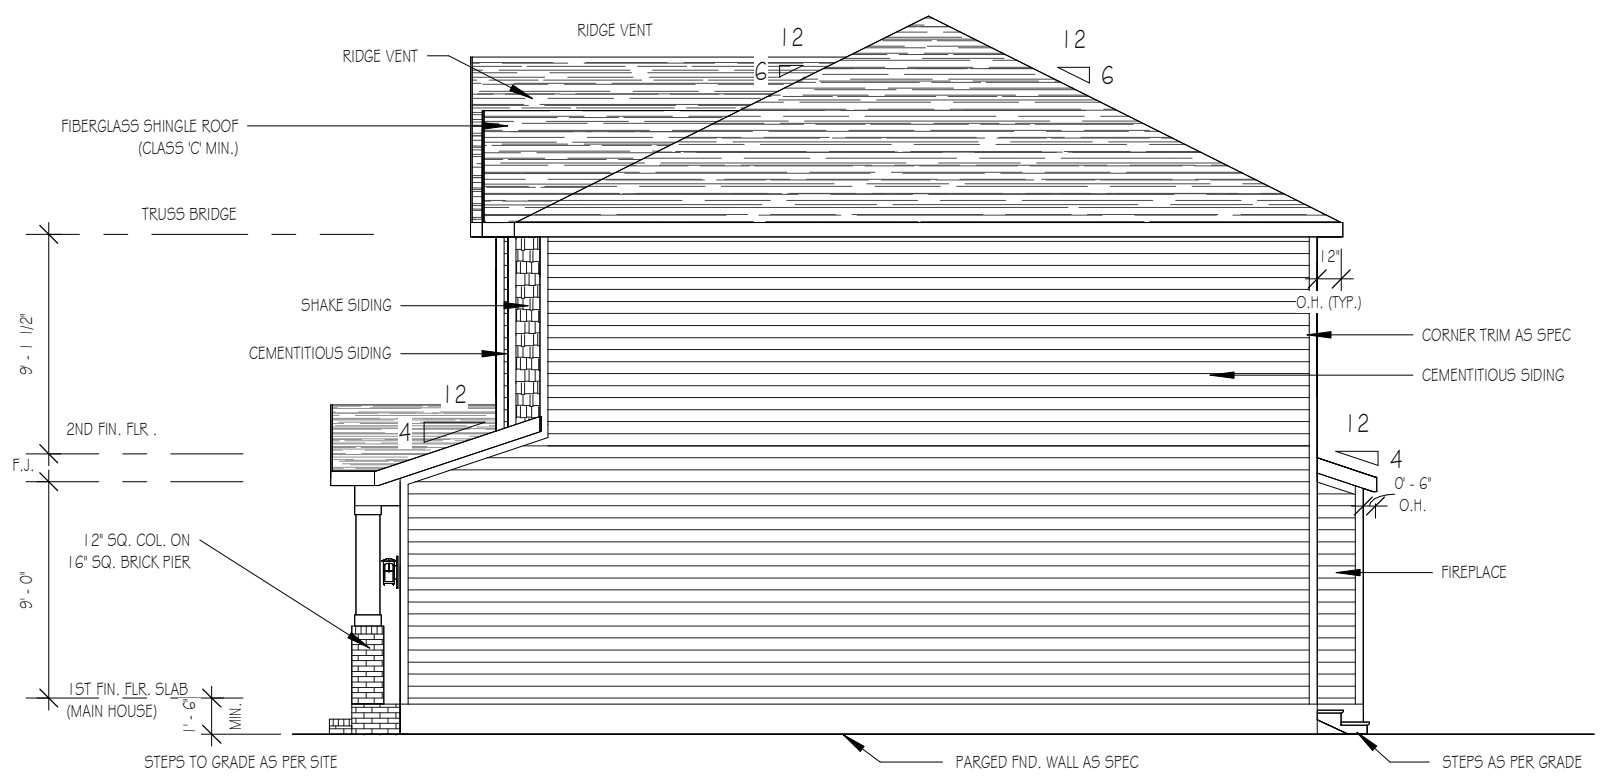 RIDGE VENT
RIDGE VENT
12
6
12
6
FIBERGLASS SHINGLE ROOF
(CLASS 'C' MIN.)
TRUSS BRIDGE
9' - 1 1/2"
SHAKE SIDING
CEMENTITIOUS SIDING
12"
O.H. (TYP.)
CORNER TRIM AS SPEC
CEMENTITIOUS SIDING
12
4
2ND FIN. FLR .
F.J.
12
4
0' - 6"
O.H.
12" SQ. COL. ON
16" SQ. BRICK PIER
9' - 0"
FIREPLACE
1ST FIN. FLR. SLAB
(MAIN HOUSE)
1' - 6"
MIN.
STEPS TO GRADE AS PER SITE
PARGED FND. WALL AS SPEC
STEPS AS PER GRADE